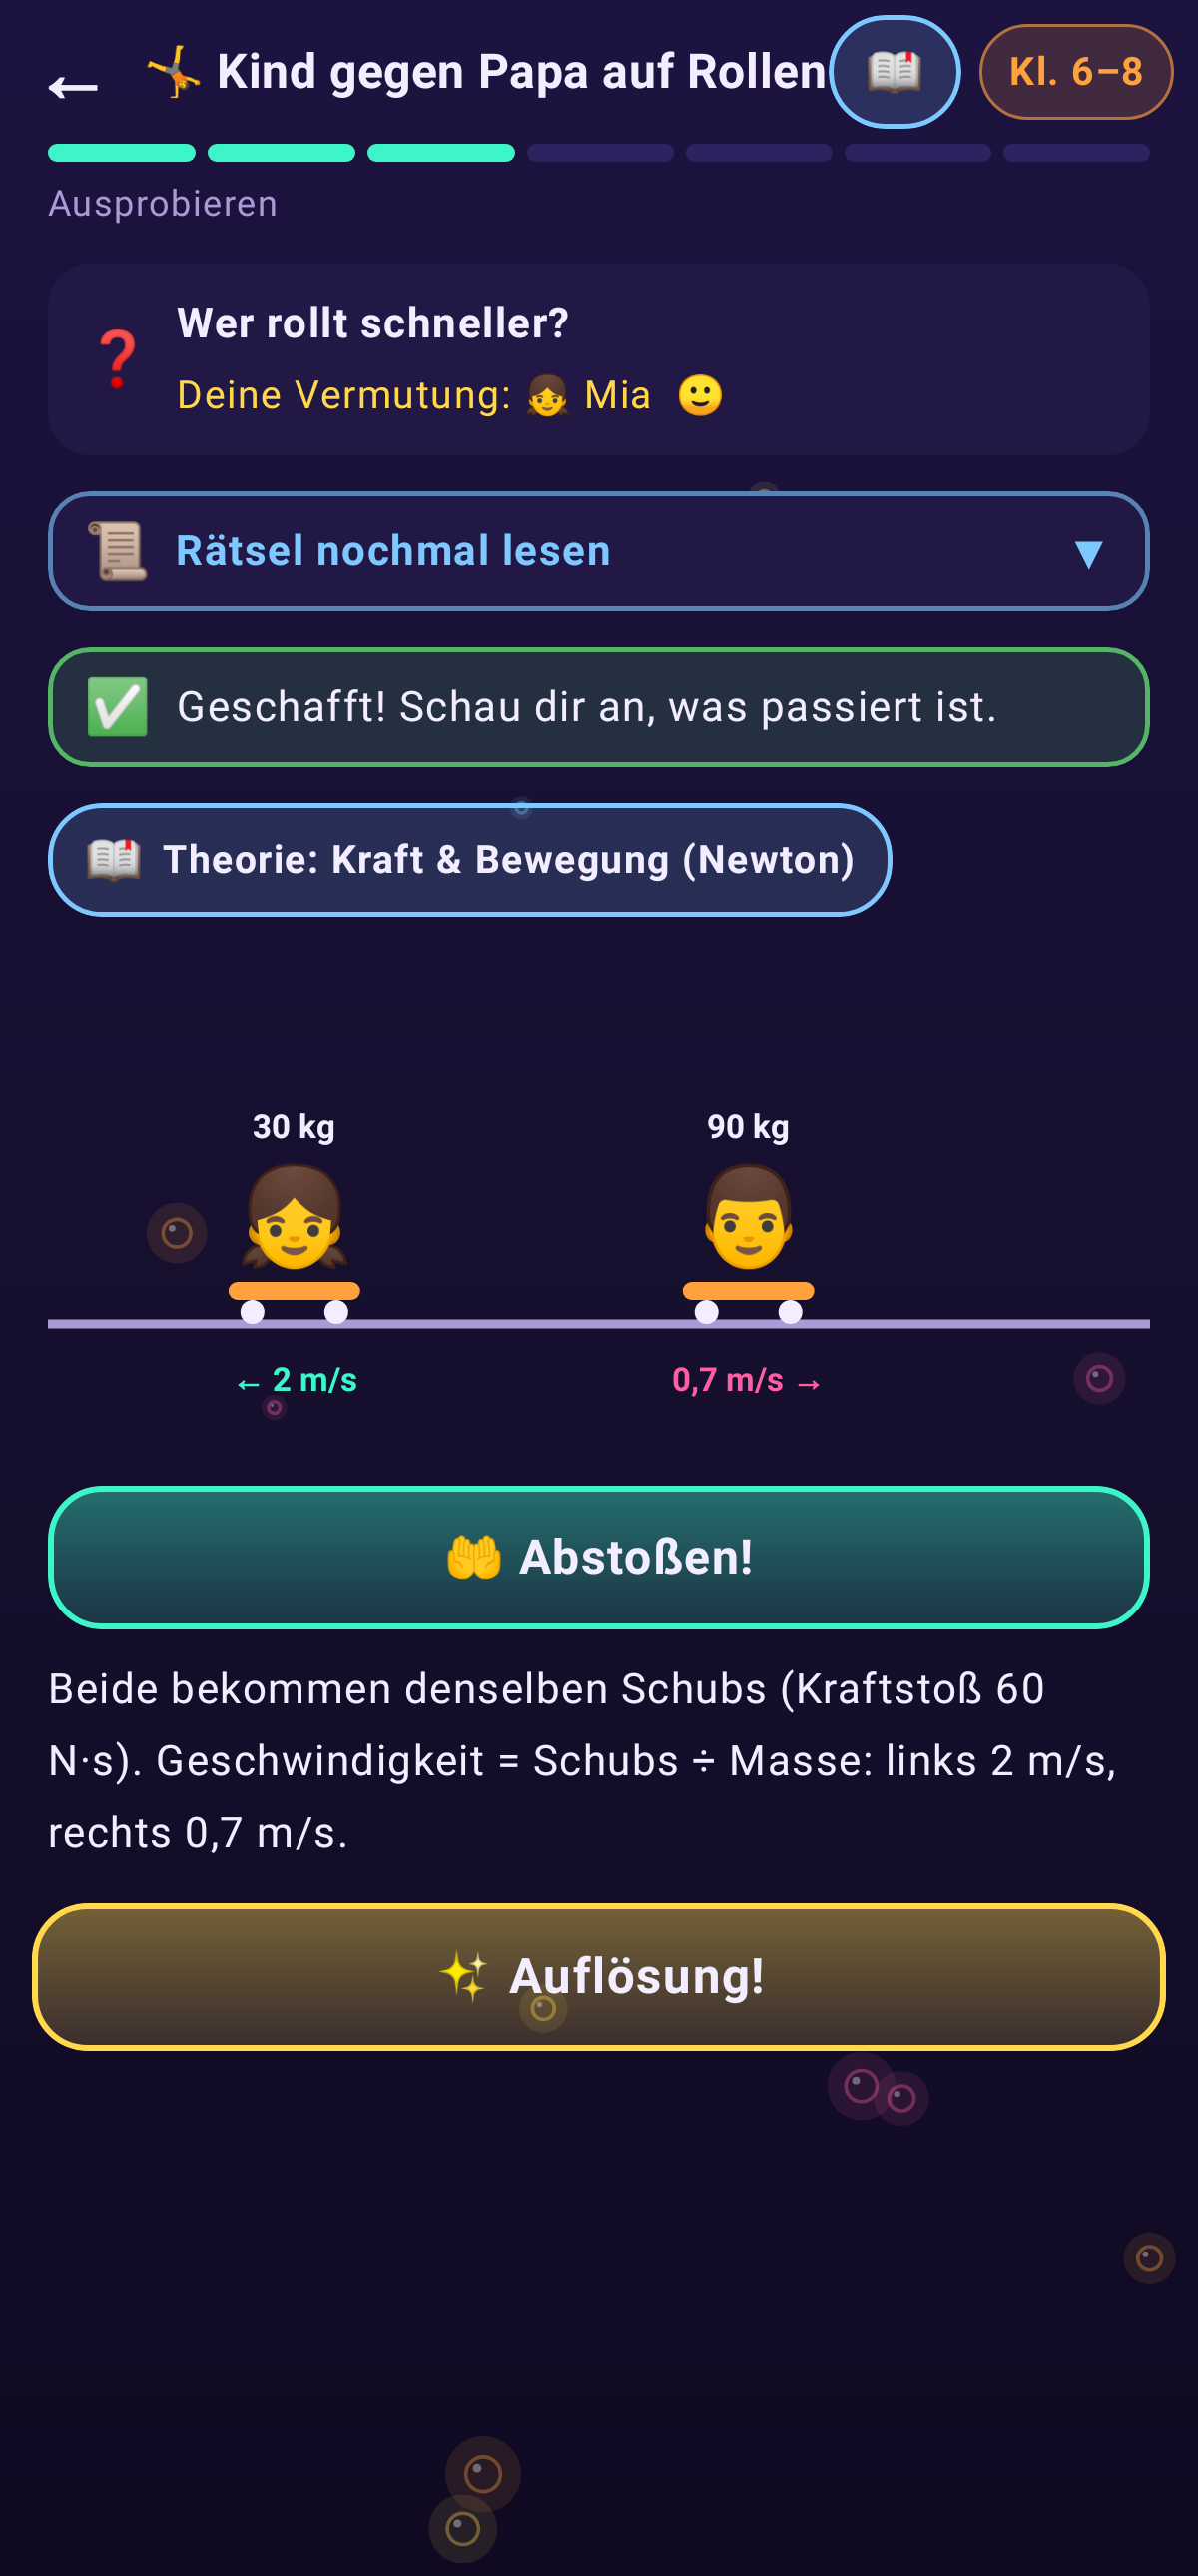 ← Kind gegen Papa auf Rollen Kl. 6–8
Ausprobieren
Wer rollt schneller?
Deine Vermutung: Mia
Rätsel nochmal lesen ▼
Geschafft! Schau dir an, was passiert ist.
Theorie: Kraft & Bewegung (Newton)
30 kg 90 kg
← 2 m/s 0,7 m/s →
Abstoßen!
Beide bekommen denselben Schubs (Kraftstoß 60
N·s). Geschwindigkeit = Schubs ÷ Masse: links 2 m/s,
rechts 0,7 m/s.
Auflösung!